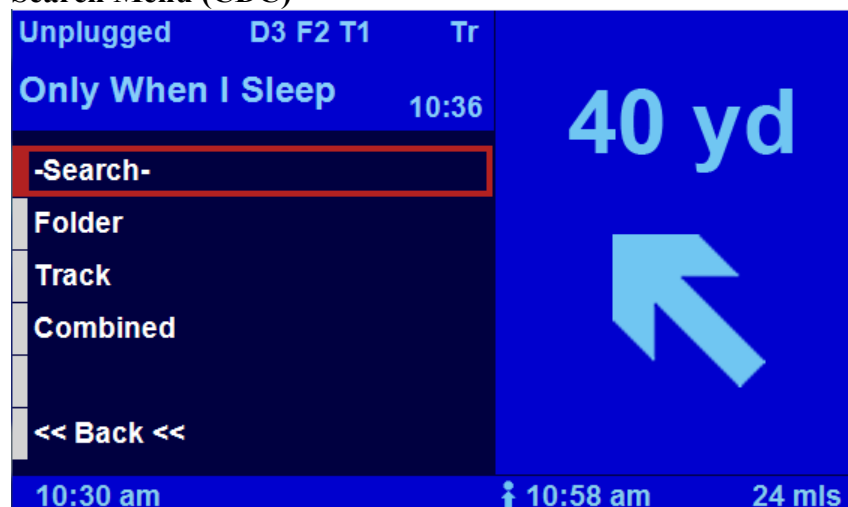 Search Menu (CDC)
Unplugged D3 F2 T1 Tr
Only When I Sleep 10:36
40 yd
-Search-
Folder
Track
Combined
<< Back <<
10:30 am 10:58 am 24 mls